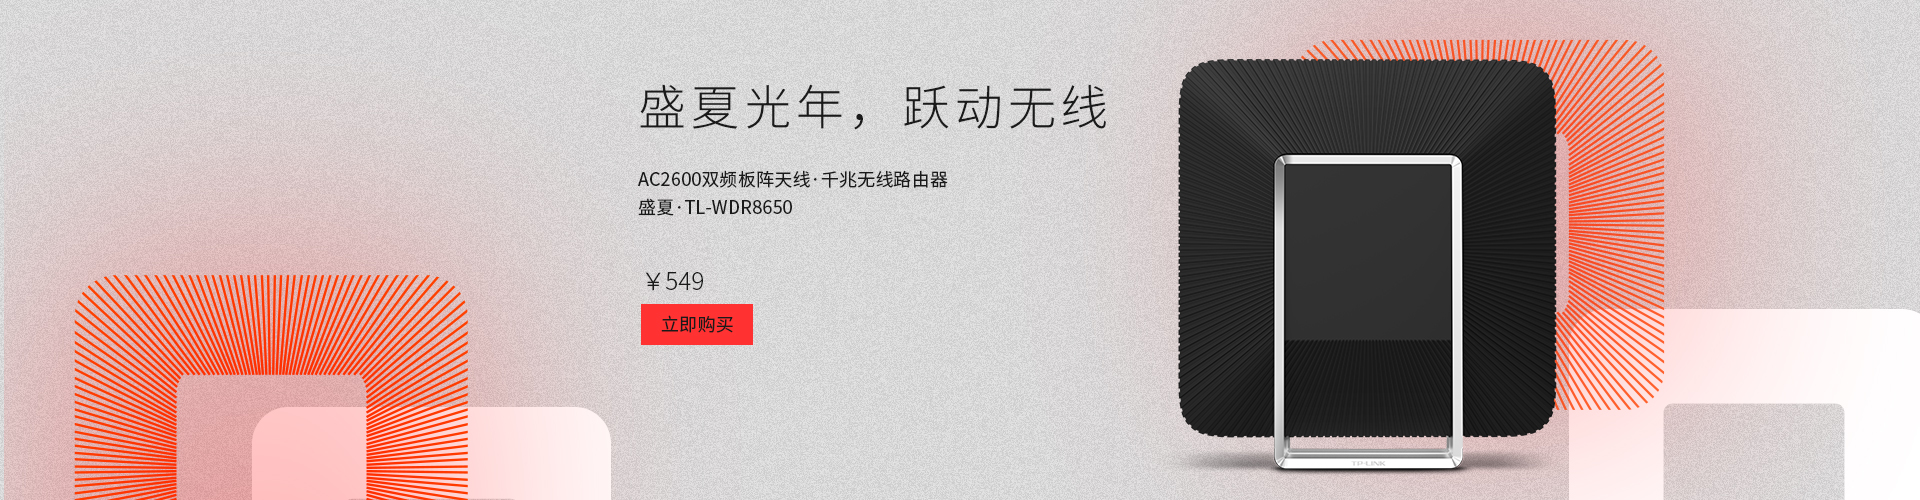 盛夏光年，跃动无线
AC2600双频板阵天线·千兆无线路由器
盛夏·TL-WDR8650
￥549
立即购买
TP-LINK